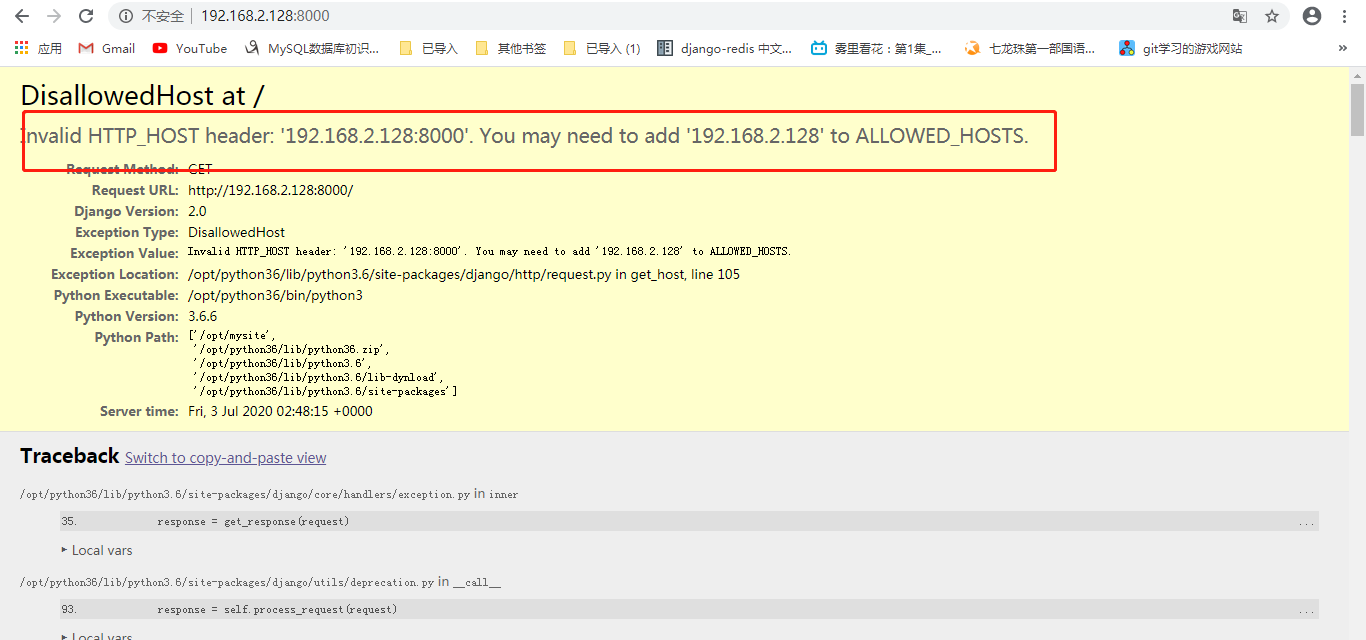 不安全 | 192.168.2.128:8000
应用 Gmail YouTube MySQL数据库初识... 已导入 其他书签 已导入 (1) django-redis 中文... 雾里看花：第1集_... 七龙珠第一部国语... git学习的游戏网站 »
DisallowedHost at /
Invalid HTTP_HOST header: '192.168.2.128:8000'. You may need to add '192.168.2.128' to ALLOWED_HOSTS.
Request Method: GET
Request URL: http://192.168.2.128:8000/
Django Version: 2.0
Exception Type: DisallowedHost
Exception Value: Invalid HTTP_HOST header: '192.168.2.128:8000'. You may need to add '192.168.2.128' to ALLOWED_HOSTS.
Exception Location: /opt/python36/lib/python3.6/site-packages/django/http/request.py in get_host, line 105
Python Executable: /opt/python36/bin/python3
Python Version: 3.6.6
Python Path: ['/opt/mysite',
'/opt/python36/lib/python36.zip',
'/opt/python36/lib/python3.6',
'/opt/python36/lib/python3.6/lib-dynload',
'/opt/python36/lib/python3.6/site-packages']
Server time: Fri, 3 Jul 2020 02:48:15 +0000
Traceback Switch to copy-and-paste view
/opt/python36/lib/python3.6/site-packages/django/core/handlers/exception.py in inner
35. response = get_response(request) ...
▸ Local vars
/opt/python36/lib/python3.6/site-packages/django/utils/deprecation.py in __call__
93. response = self.process_request(request) ...
▸ Local vars